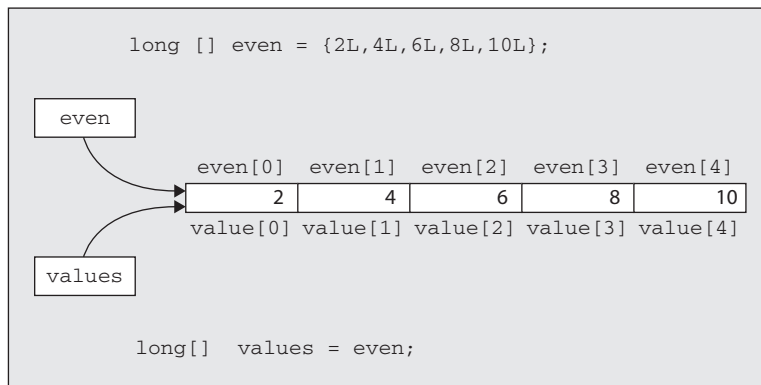 long [] even = {2L,4L,6L,8L,10L};
even
even[0] even[1] even[2] even[3] even[4]
2 4 6 8 10
value[0] value[1] value[2] value[3] value[4]
values
long[] values = even;